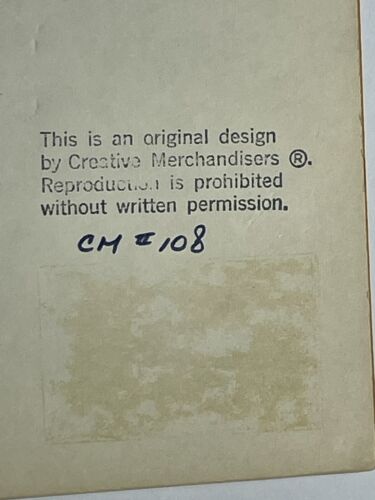 This is an original design
by Creative Merchandisers ®.
Reproduction is prohibited
without written permission.
CM # 108